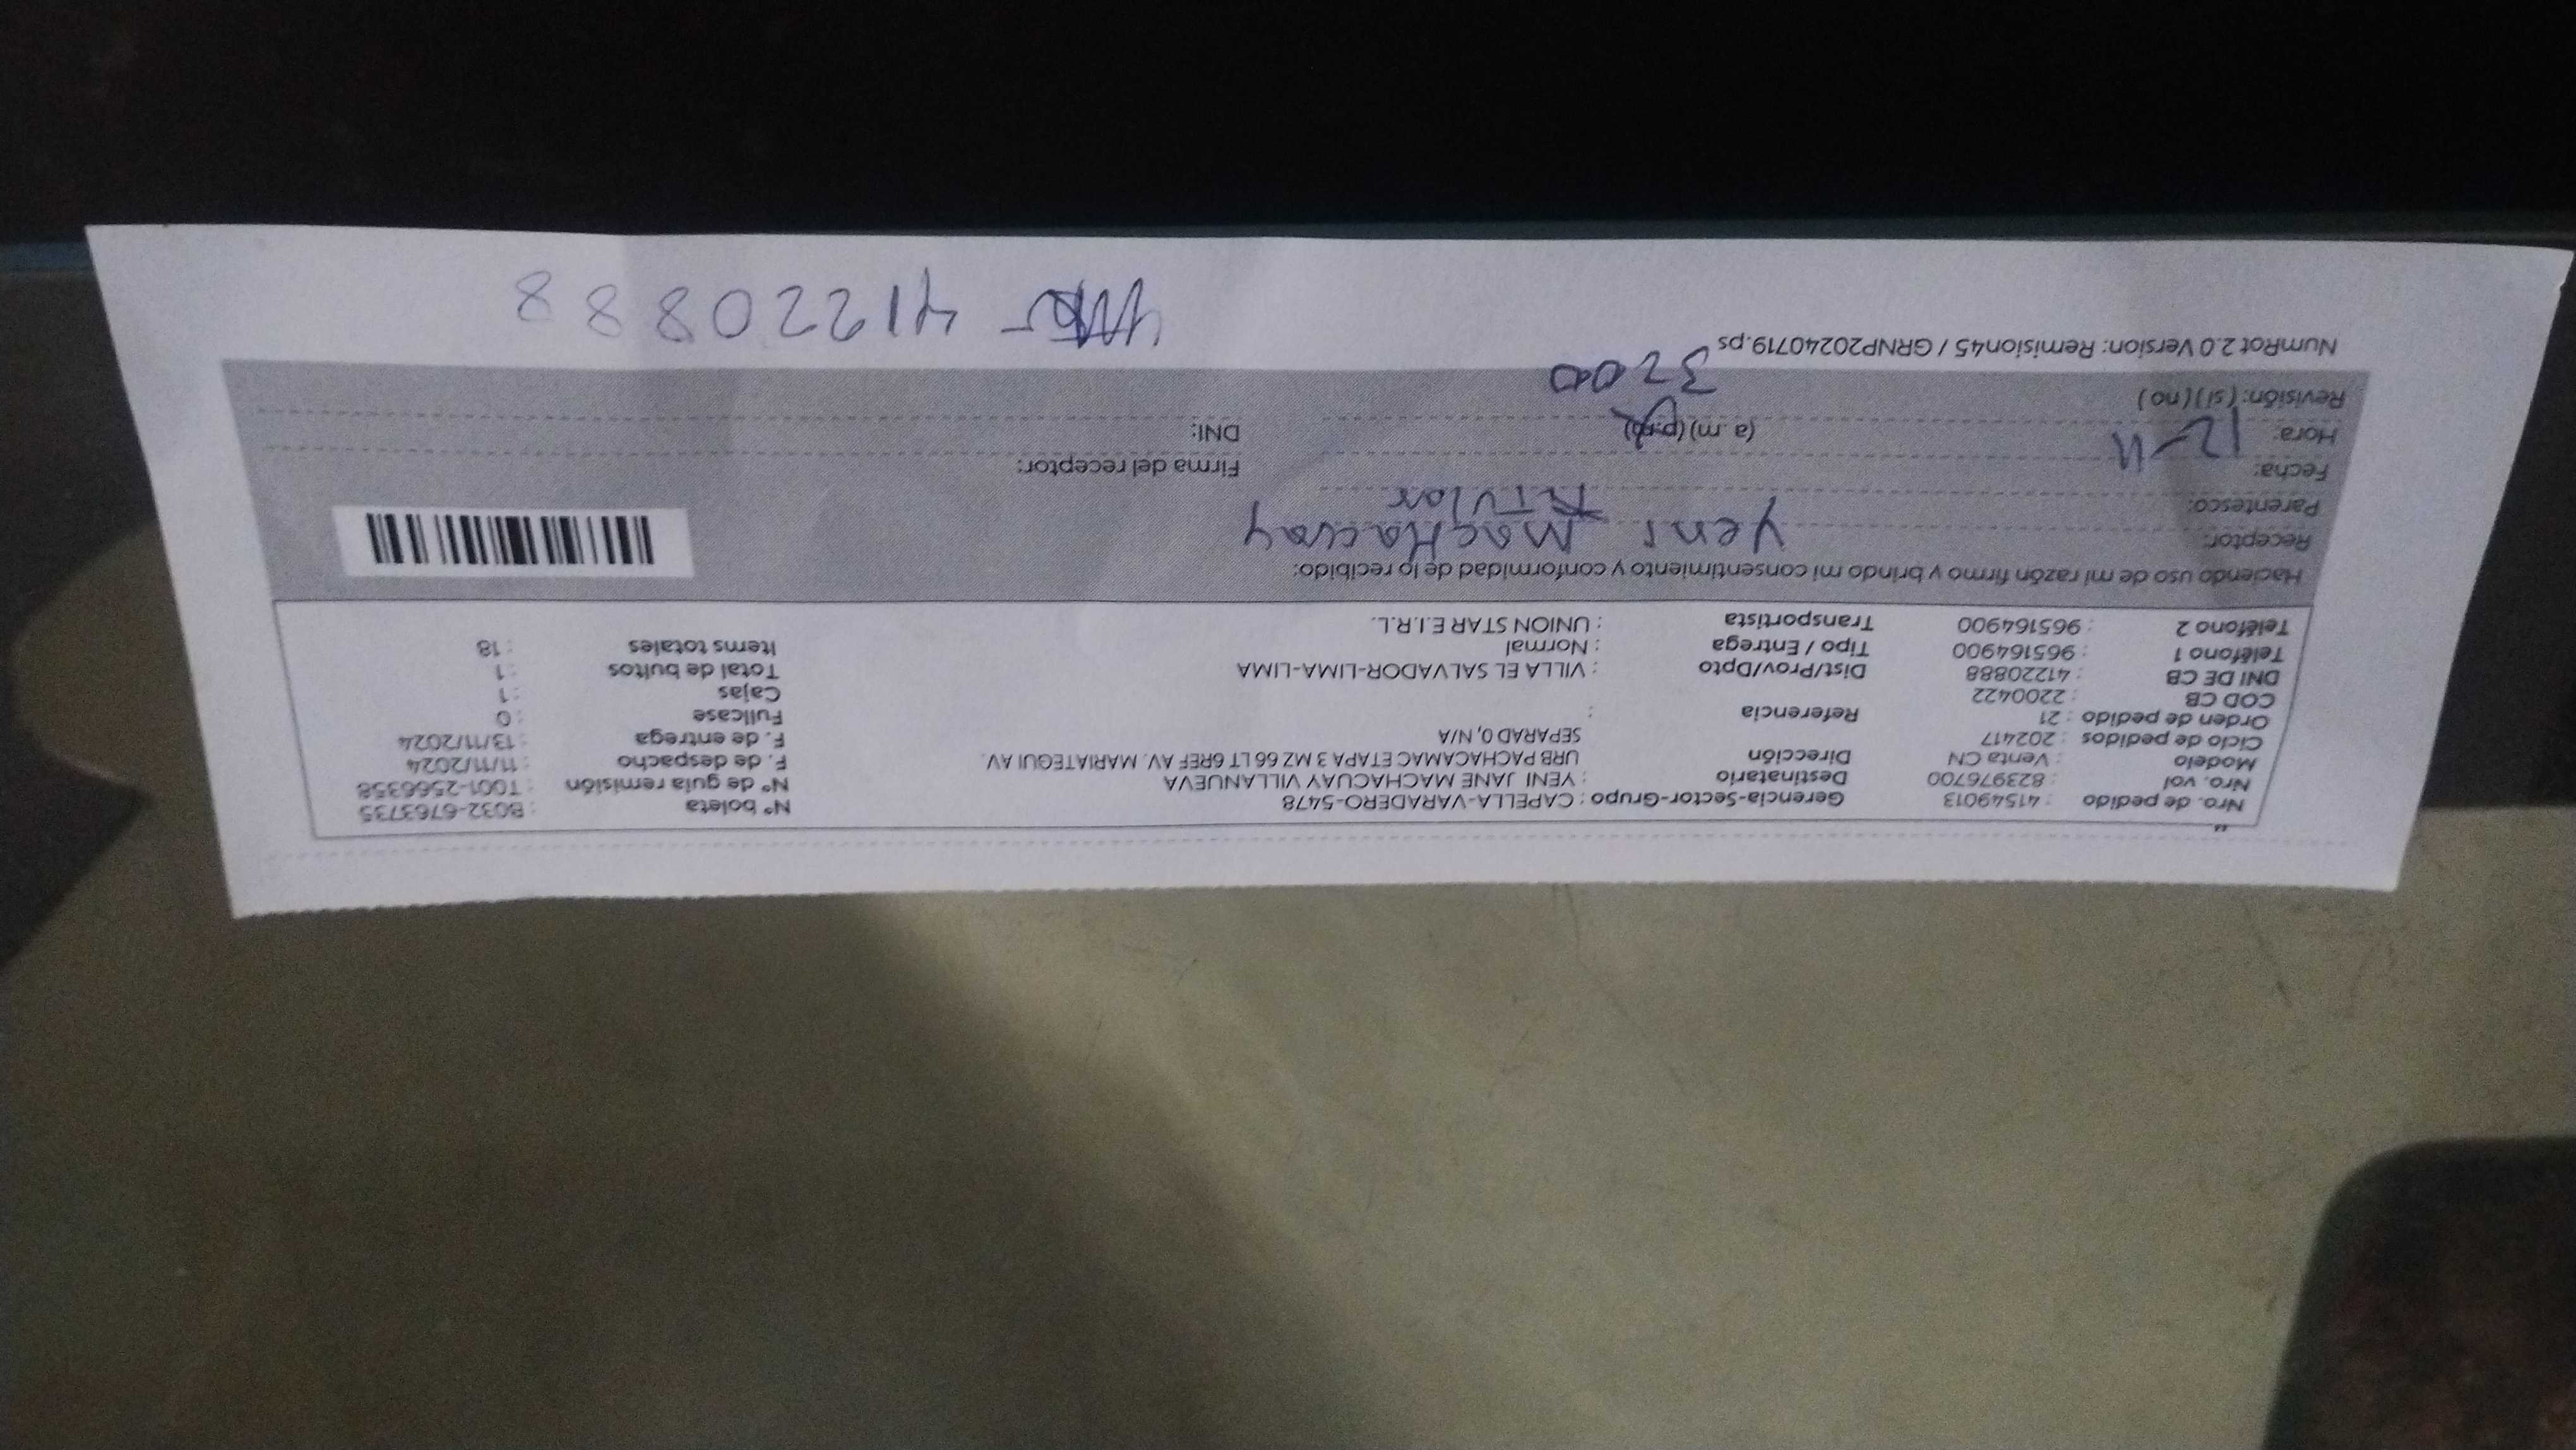 Nro. de pedido : 41549013 Gerencia-Sector-Grupo : CAPELLA-VARADERO-5478 N° boleta : B032-6763735
Nro. vol : 823976700 Destinatario : YENI JANE MACHACUAY VILLANUEVA N° de guía remisión : T001-2566358
Modelo : Venta CN Dirección URB PACHACAMAC ETAPA 3 MZ 66 LT 6REF AV. MARIATEGUI AV. F. de despacho : 11/11/2024
Ciclo de pedidos : 202417 SEPARAD 0, N/A F. de entrega : 13/11/2024
Orden de pedido : 21 Referencia : Fullcase : 0
COD CB : 2200422 Cajas : 1
DNI DE CB : 41220888 Dist/Prov/Dpto : VILLA EL SALVADOR-LIMA-LIMA Total de bultos : 1
Teléfono 1 : 965164900 Tipo / Entrega : Normal Items totales : 18
Teléfono 2 : 965164900 Transportista : UNION STAR E.I.R.L.
Haciendo uso de mi razón firmo y brindo mi consentimiento y conformidad de lo recibido:
Receptor: Yeni Machacuay
Parentesco: Titular
Fecha: 12-11 Firma del receptor:
Hora: (a.m) (p.m) DNI:
Revisión: (si) (no) 3200
NumRot 2.0 Version: Remision45 / GRNP20240719.ps
41220888